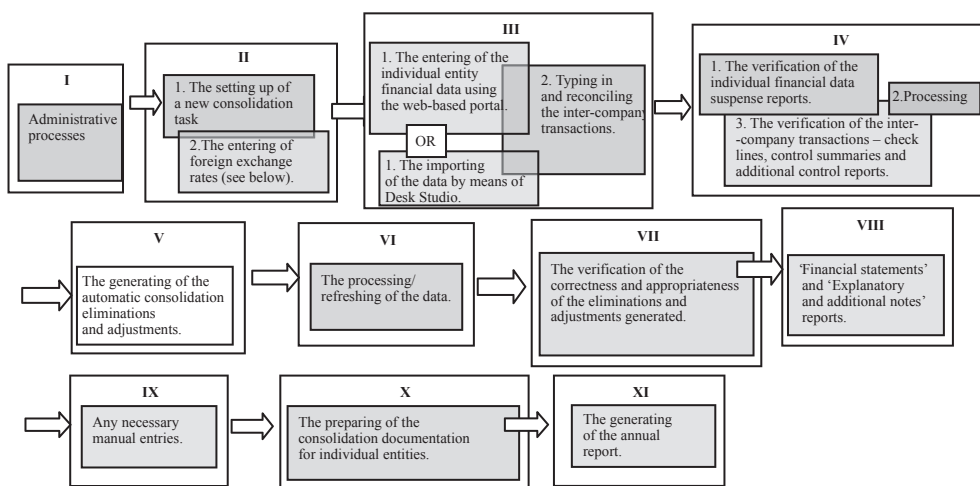 I
Administrative
processes
II
1. The setting up of
a new consolidation
task
2.The entering of
foreign exchange
rates (see below).
III
1. The entering of the
individual entity
financial data using
the web-based portal.
OR
1. The importing
of the data by means of
Desk Studio.
2. Typing in
and reconciling
the inter-company
transactions.
IV
1. The verification of the
individual financial data
suspense reports.
2.Processing
3. The verification of the inter-
-company transactions – check
lines, control summaries and
additional control reports.
V
The generating of the
automatic consolidation
eliminations
and adjustments.
VI
The processing/
refreshing of the data.
VII
The verification of the
correctness and appropriateness
of the eliminations and
adjustments generated.
VIII
‘Financial statements’
and ‘Explanatory
and additional notes’
reports.
IX
Any necessary
manual entries.
X
The preparing of the
consolidation documentation
for individual entities.
XI
The generating
of the annual
report.